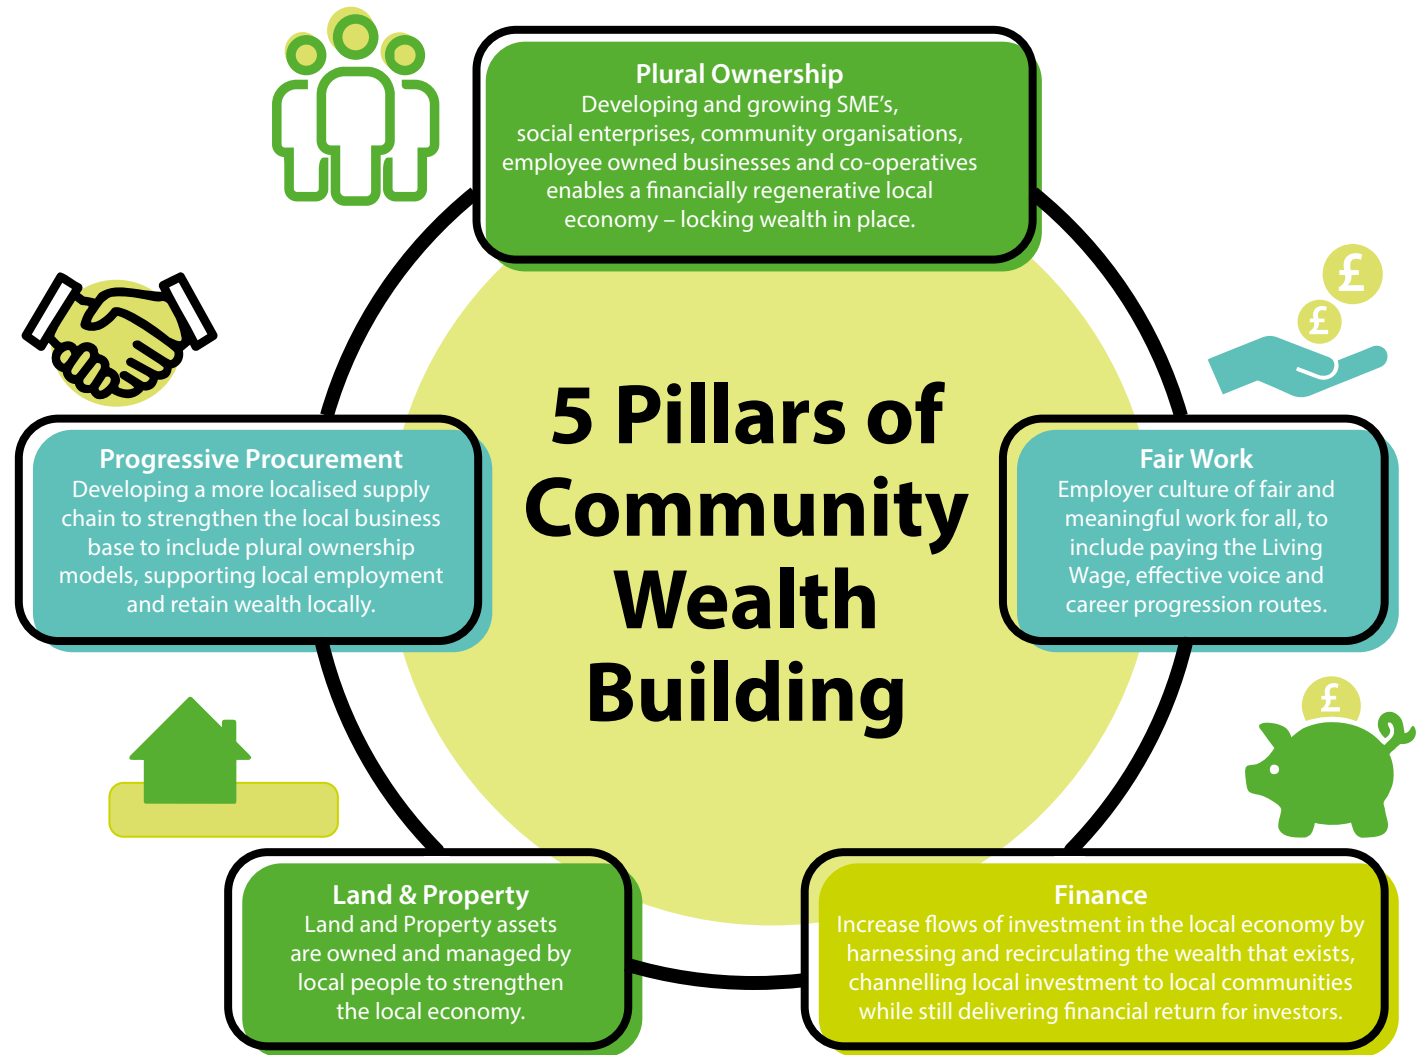 Plural Ownership
Developing and growing SME's,
social enterprises, community organisations,
employee owned businesses and co-operatives
enables a financially regenerative local
economy – locking wealth in place.
£
£
5 Pillars of
Community
Wealth
Building
Progressive Procurement
Developing a more localised supply
chain to strengthen the local business
base to include plural ownership
models, supporting local employment
and retain wealth locally.
Fair Work
Employer culture of fair and
meaningful work for all, to
include paying the Living
Wage, effective voice and
career progression routes.
£
Land & Property
Land and Property assets
are owned and managed by
local people to strengthen
the local economy.
Finance
Increase flows of investment in the local economy by
harnessing and recirculating the wealth that exists,
channelling local investment to local communities
while still delivering financial return for investors.